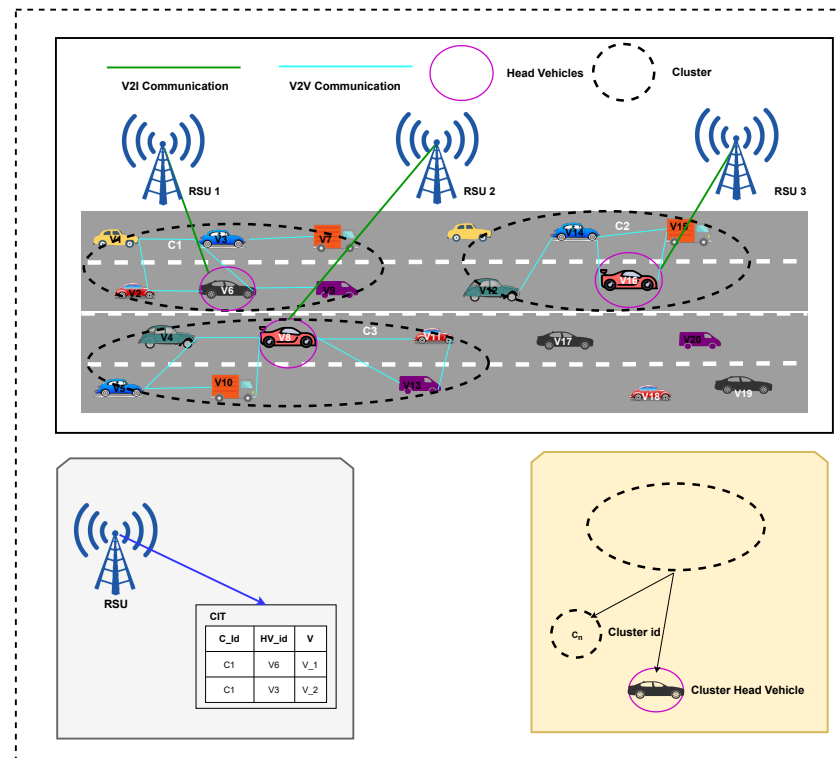 V2I Communication
V2V Communication
Head Vehicles
Cluster
RSU 1
RSU 2
RSU 3
V4
C1
V3
V7
V14
C2
V15
V2
V6
V9
V12
V16
V4
V8
C3
V11
V17
V20
V5
V10
V13
V18
V19
RSU
CIT
C_Id HV_id V
C1 V6 V_1
C1 V3 V_2
Cn Cluster id
Cluster Head Vehicle